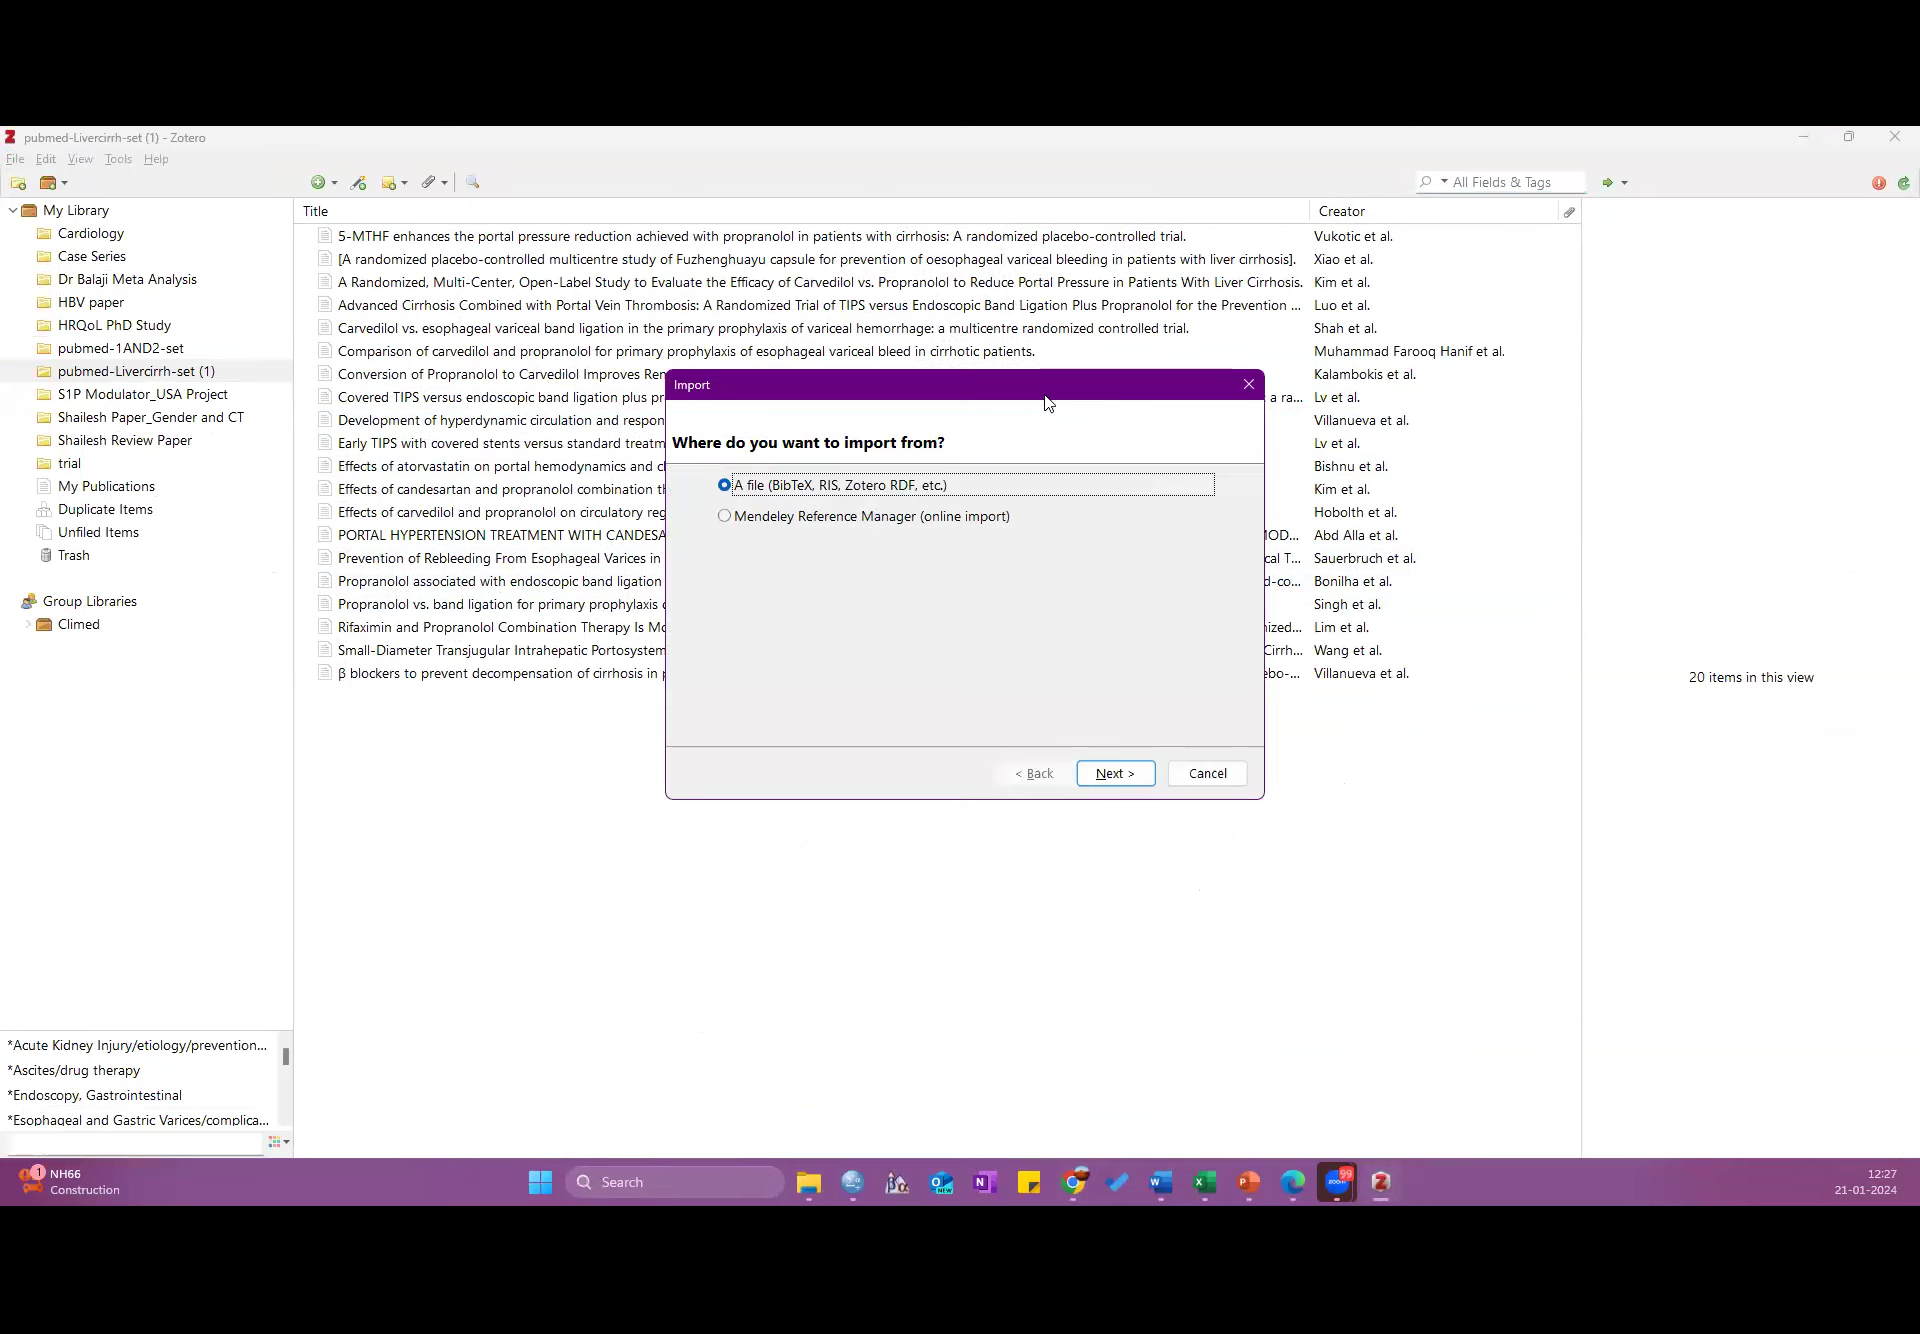 pubmed-Livercirrh-set (1) - Zotero
File Edit View Tools Help
All Fields & Tags
My Library
Cardiology
Case Series
Dr Balaji Meta Analysis
HBV paper
HRQoL PhD Study
pubmed-1AND2-set
pubmed-Livercirrh-set (1)
S1P Modulator_USA Project
Shailesh Paper_Gender and CT
Shailesh Review Paper
trial
My Publications
Duplicate Items
Unfiled Items
Trash
Group Libraries
Climed
*Acute Kidney Injury/etiology/prevention...
*Ascites/drug therapy
*Endoscopy, Gastrointestinal
*Esophageal and Gastric Varices/complica...
Title Creator
5-MTHF enhances the portal pressure reduction achieved with propranolol in patients with cirrhosis: A randomized placebo-controlled trial. Vukotic et al.
[A randomized placebo-controlled multicentre study of Fuzhenghuayu capsule for prevention of oesophageal variceal bleeding in patients with liver cirrhosis]. Xiao et al.
A Randomized, Multi-Center, Open-Label Study to Evaluate the Efficacy of Carvedilol vs. Propranolol to Reduce Portal Pressure in Patients With Liver Cirrhosis. Kim et al.
Advanced Cirrhosis Combined with Portal Vein Thrombosis: A Randomized Trial of TIPS versus Endoscopic Band Ligation Plus Propranolol for the Prevention ... Luo et al.
Carvedilol vs. esophageal variceal band ligation in the primary prophylaxis of variceal hemorrhage: a multicentre randomized controlled trial. Shah et al.
Comparison of carvedilol and propranolol for primary prophylaxis of esophageal variceal bleed in cirrhotic patients. Muhammad Farooq Hanif et al.
Conversion of Propranolol to Carvedilol Improves Ren Kalambokis et al.
Covered TIPS versus endoscopic band ligation plus pr a ra... Lv et al.
Development of hyperdynamic circulation and respon Villanueva et al.
Early TIPS with covered stents versus standard treatm Lv et al.
Effects of atorvastatin on portal hemodynamics and cl Bishnu et al.
Effects of candesartan and propranolol combination th Kim et al.
Effects of carvedilol and propranolol on circulatory reg Hobolth et al.
PORTAL HYPERTENSION TREATMENT WITH CANDESA IOD... Abd Alla et al.
Prevention of Rebleeding From Esophageal Varices in cal T... Sauerbruch et al.
Propranolol associated with endoscopic band ligation d-co... Bonilha et al.
Propranolol vs. band ligation for primary prophylaxis o Singh et al.
Rifaximin and Propranolol Combination Therapy Is Mo ized... Lim et al.
Small-Diameter Transjugular Intrahepatic Portosystem Cirrh... Wang et al.
β blockers to prevent decompensation of cirrhosis in p ebo-... Villanueva et al.
Import
Where do you want to import from?
A file (BibTeX, RIS, Zotero RDF, etc.)
Mendeley Reference Manager (online import)
< Back Next > Cancel
20 items in this view
1
NH66
Construction
Search
NEW
99
zoom
12:27
21-01-2024